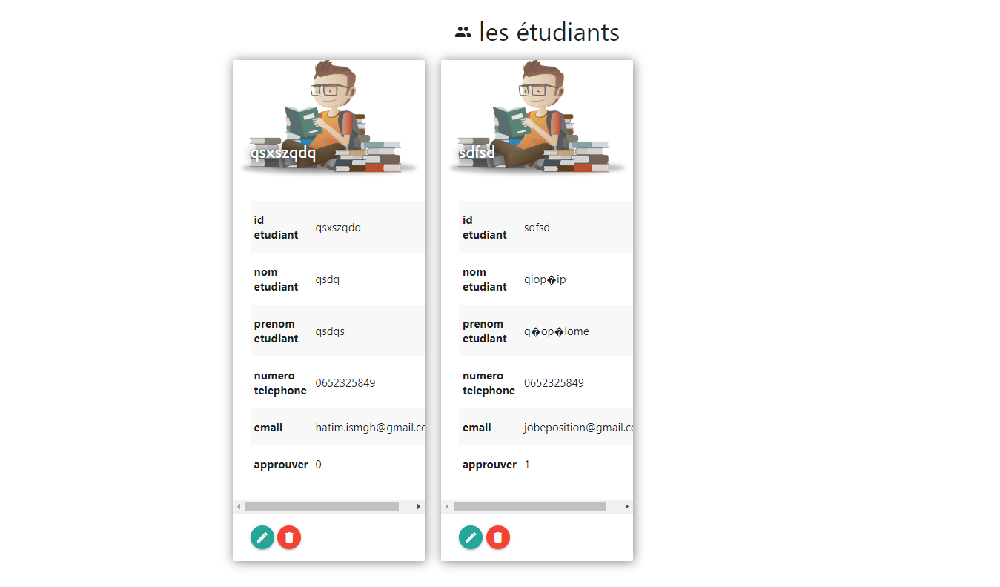 les étudiants
qsxszqdq
id etudiant qsxszqdq
nom etudiant qsdq
prenom etudiant qsdqs
numero telephone 0652325849
email hatim.ismgh@gmail.co
approuver 0
sdfsd
id etudiant sdfsd
nom etudiant qiop�ip
prenom etudiant q�op�lome
numero telephone 0652325849
email jobeposition@gmail.co
approuver 1